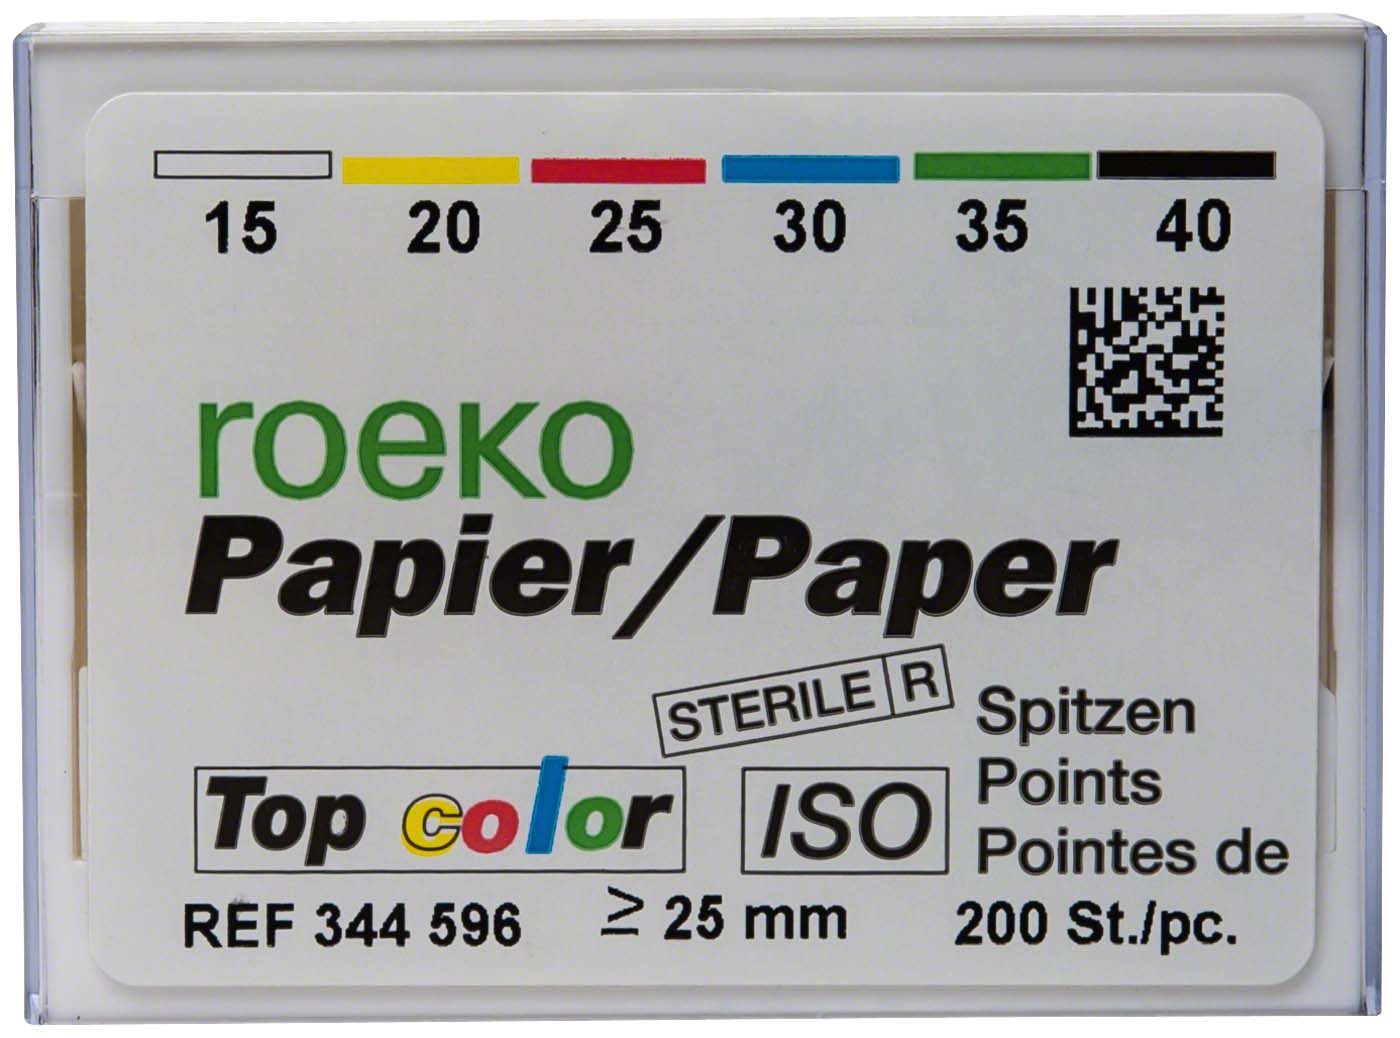 15 20 25 30 35 40
roeko
Papier/Paper
STERILE R
Spitzen
Points
Pointes de
Top color
ISO
REF 344 596 ≥ 25 mm 200 St./pc.